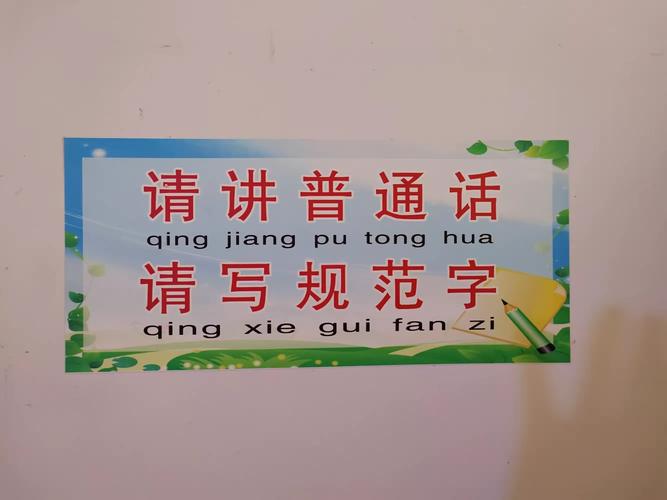 请讲普通话
qing jiang pu tong hua
请写规范字
qing xie gui fan zi